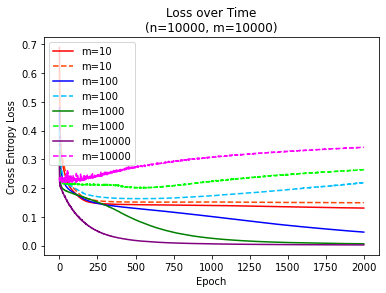 Loss over Time
(n=10000, m=10000)
Cross Entropy Loss
0.7
0.6
0.5
0.4
0.3
0.2
0.1
0.0
m=10
m=10
m=100
m=100
m=1000
m=1000
m=10000
m=10000
0
250
500
750
1000
1250
1500
1750
2000
Epoch